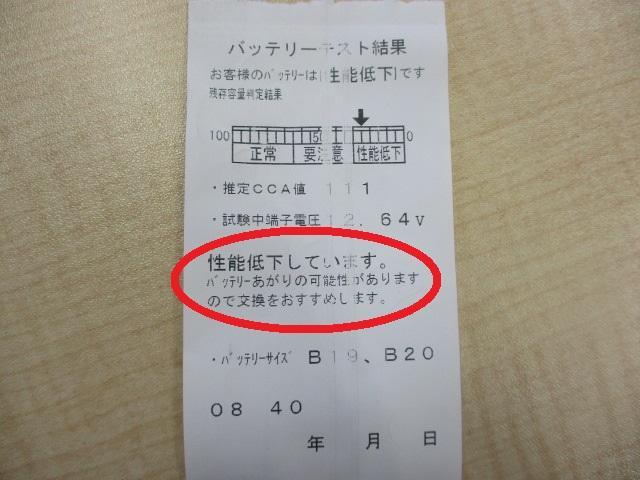 バッテリーテスト結果
お客様のﾊﾞｯﾃﾘｰは[性能低下]です
残存容量判定結果
100 50 0
正常 要注意 性能低下
・推定CCA値 111
・試験中端子電圧12.64V
性能低下しています。
ﾊﾞｯﾃﾘｰあがりの可能性があります
ので交換をおすすめします。
・ﾊﾞｯﾃﾘｰｻｲｽﾞ B19、B20
08 40
年 月 日